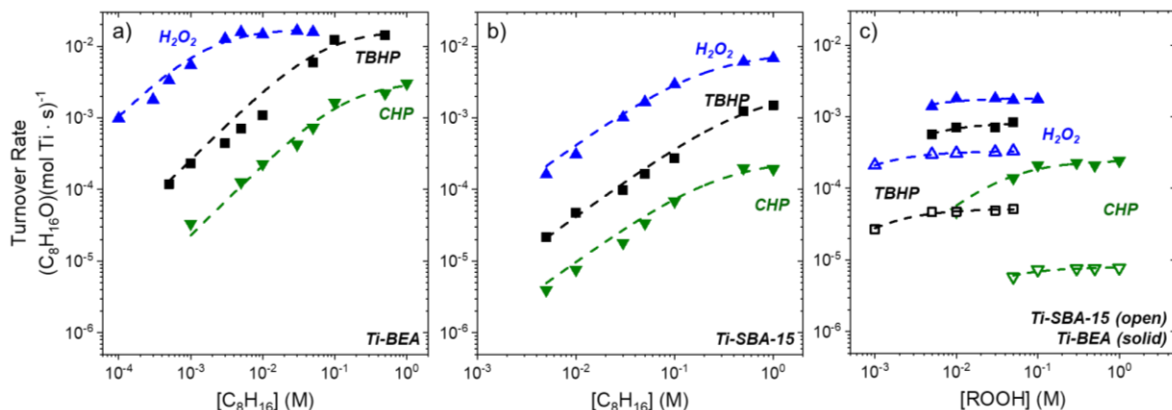 Turnover Rate
(C₈H₁₆O)(mol Ti · s)⁻¹
a)
H₂O₂
TBHP
CHP
Ti-BEA
10⁻²
10⁻³
10⁻⁴
10⁻⁵
10⁻⁶
10⁻⁴ 10⁻³ 10⁻² 10⁻¹ 10⁰
[C₈H₁₆] (M)
b)
H₂O₂
TBHP
CHP
Ti-SBA-15
10⁻²
10⁻³
10⁻⁴
10⁻⁵
10⁻⁶
10⁻² 10⁻¹ 10⁰
[C₈H₁₆] (M)
c)
H₂O₂
TBHP
CHP
Ti-SBA-15 (open)
Ti-BEA (solid)
10⁻²
10⁻³
10⁻⁴
10⁻⁵
10⁻⁶
10⁻³ 10⁻² 10⁻¹ 10⁰
[ROOH] (M)